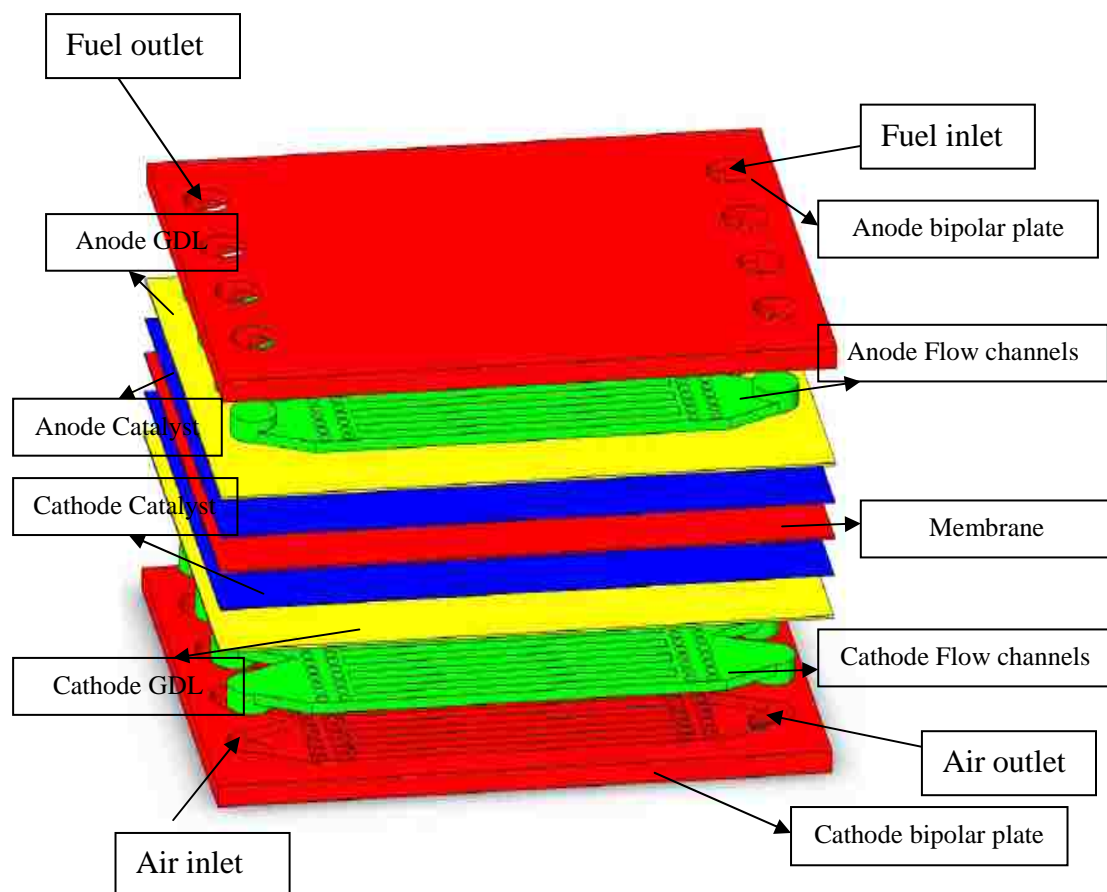 Fuel outlet
Fuel inlet
Anode GDL
Anode bipolar plate
Anode Flow channels
Anode Catalyst
Cathode Catalyst
Membrane
Cathode GDL
Cathode Flow channels
Air outlet
Cathode bipolar plate
Air inlet